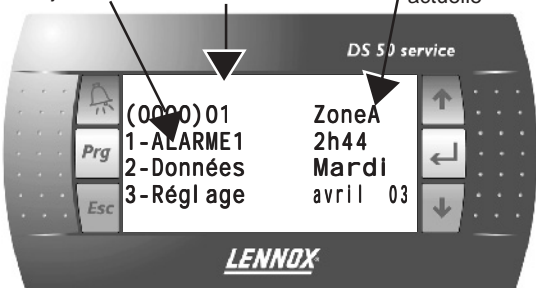 actuelle
DS 50 service
(0000)01 ZoneA
1-ALARME1 2h44
Prg 2-Données Mardi
Esc 3-Réglage avril 03
LENNOX